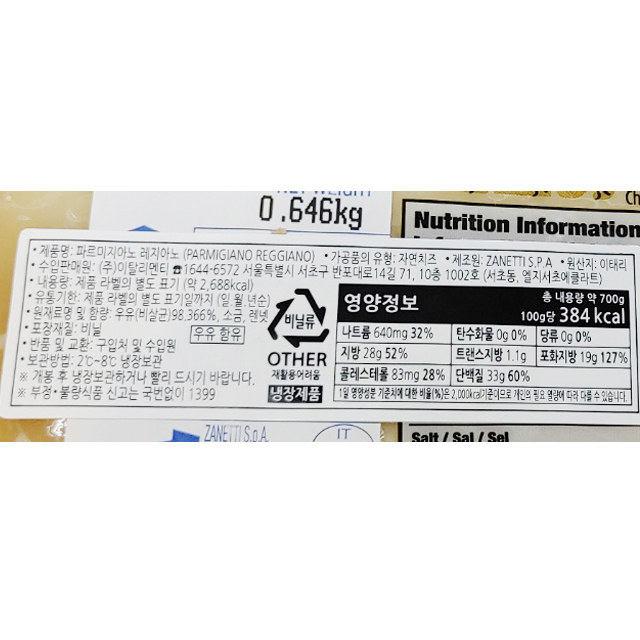 0.646kg
Nutrition Information
• 제품명: 파르미지아노 레지아노 (PARMIGIANO REGGIANO) • 가공품의 유형: 자연치즈 • 제조원: ZANETTI S.P.A • 원산지: 이태리
• 수입판매원: (주)이탈리멘티 ☎1644-6572 서울특별시 서초구 반포대로14길 71, 10층 1002호 (서초동, 엘지서초에클라트)
• 내용량: 제품 라벨의 별도 표기 (약 2,688kcal)
• 유통기한: 제품 라벨의 별도 표기일까지 (일.월.년순)
• 원재료명 및 함량: 우유(비살균)98.366%, 소금, 렌넷
• 포장재질: 비닐 우유 함유
• 반품 및 교환: 구입처 및 수입원
• 보관방법: 2℃~8℃ 냉장보관
※ 개봉 후 냉장보관하거나 빨리 드시기 바랍니다.
※ 부정•불량식품 신고는 국번없이 1399
비닐류
OTHER
재활용어려움
냉장제품
영양정보
총 내용량 약 700g
100g당 384 kcal
나트륨 640mg 32% 탄수화물 0g 0% 당류 0g 0%
지방 28g 52% 트랜스지방 1.1g 포화지방 19g 127%
콜레스테롤 83mg 28% 단백질 33g 60%
1일 영양성분 기준치에 대한 비율(%)은 2,000kcal기준이므로 개인의 필요 열량에 따라 다를 수 있습니다.
ZANETTI S.p.A.
IT
Salt / Sal / Sel